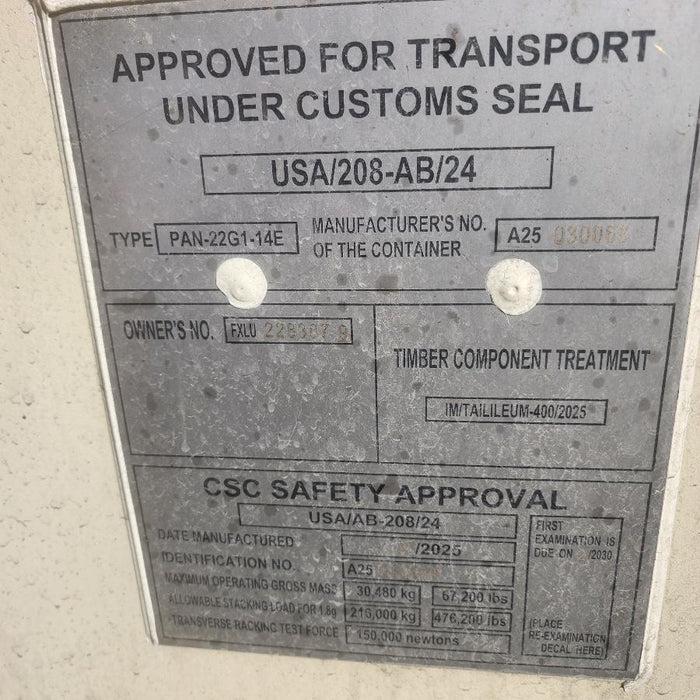 APPROVED FOR TRANSPORT
UNDER CUSTOMS SEAL
USA/208-AB/24
TYPE PAN-22G1-14E
MANUFACTURER'S NO.
OF THE CONTAINER
A25
OWNER'S NO. FXLU 228387 9
TIMBER COMPONENT TREATMENT
IM/TAILILEUM-400/2025
CSC SAFETY APPROVAL
USA/AB-208/24
DATE MANUFACTURED /2025
IDENTIFICATION NO. A25
MAXIMUM OPERATING GROSS MASS 30,480 kg 67,200 lbs
ALLOWABLE STACKING LOAD FOR 1.8g 216,000 kg 476,200 lbs
TRANSVERSE RACKING TEST FORCE 150,000 newtons
FIRST
EXAMINATION IS
DUE ON /2030
(PLACE
RE-EXAMINATION
DECAL HERE)